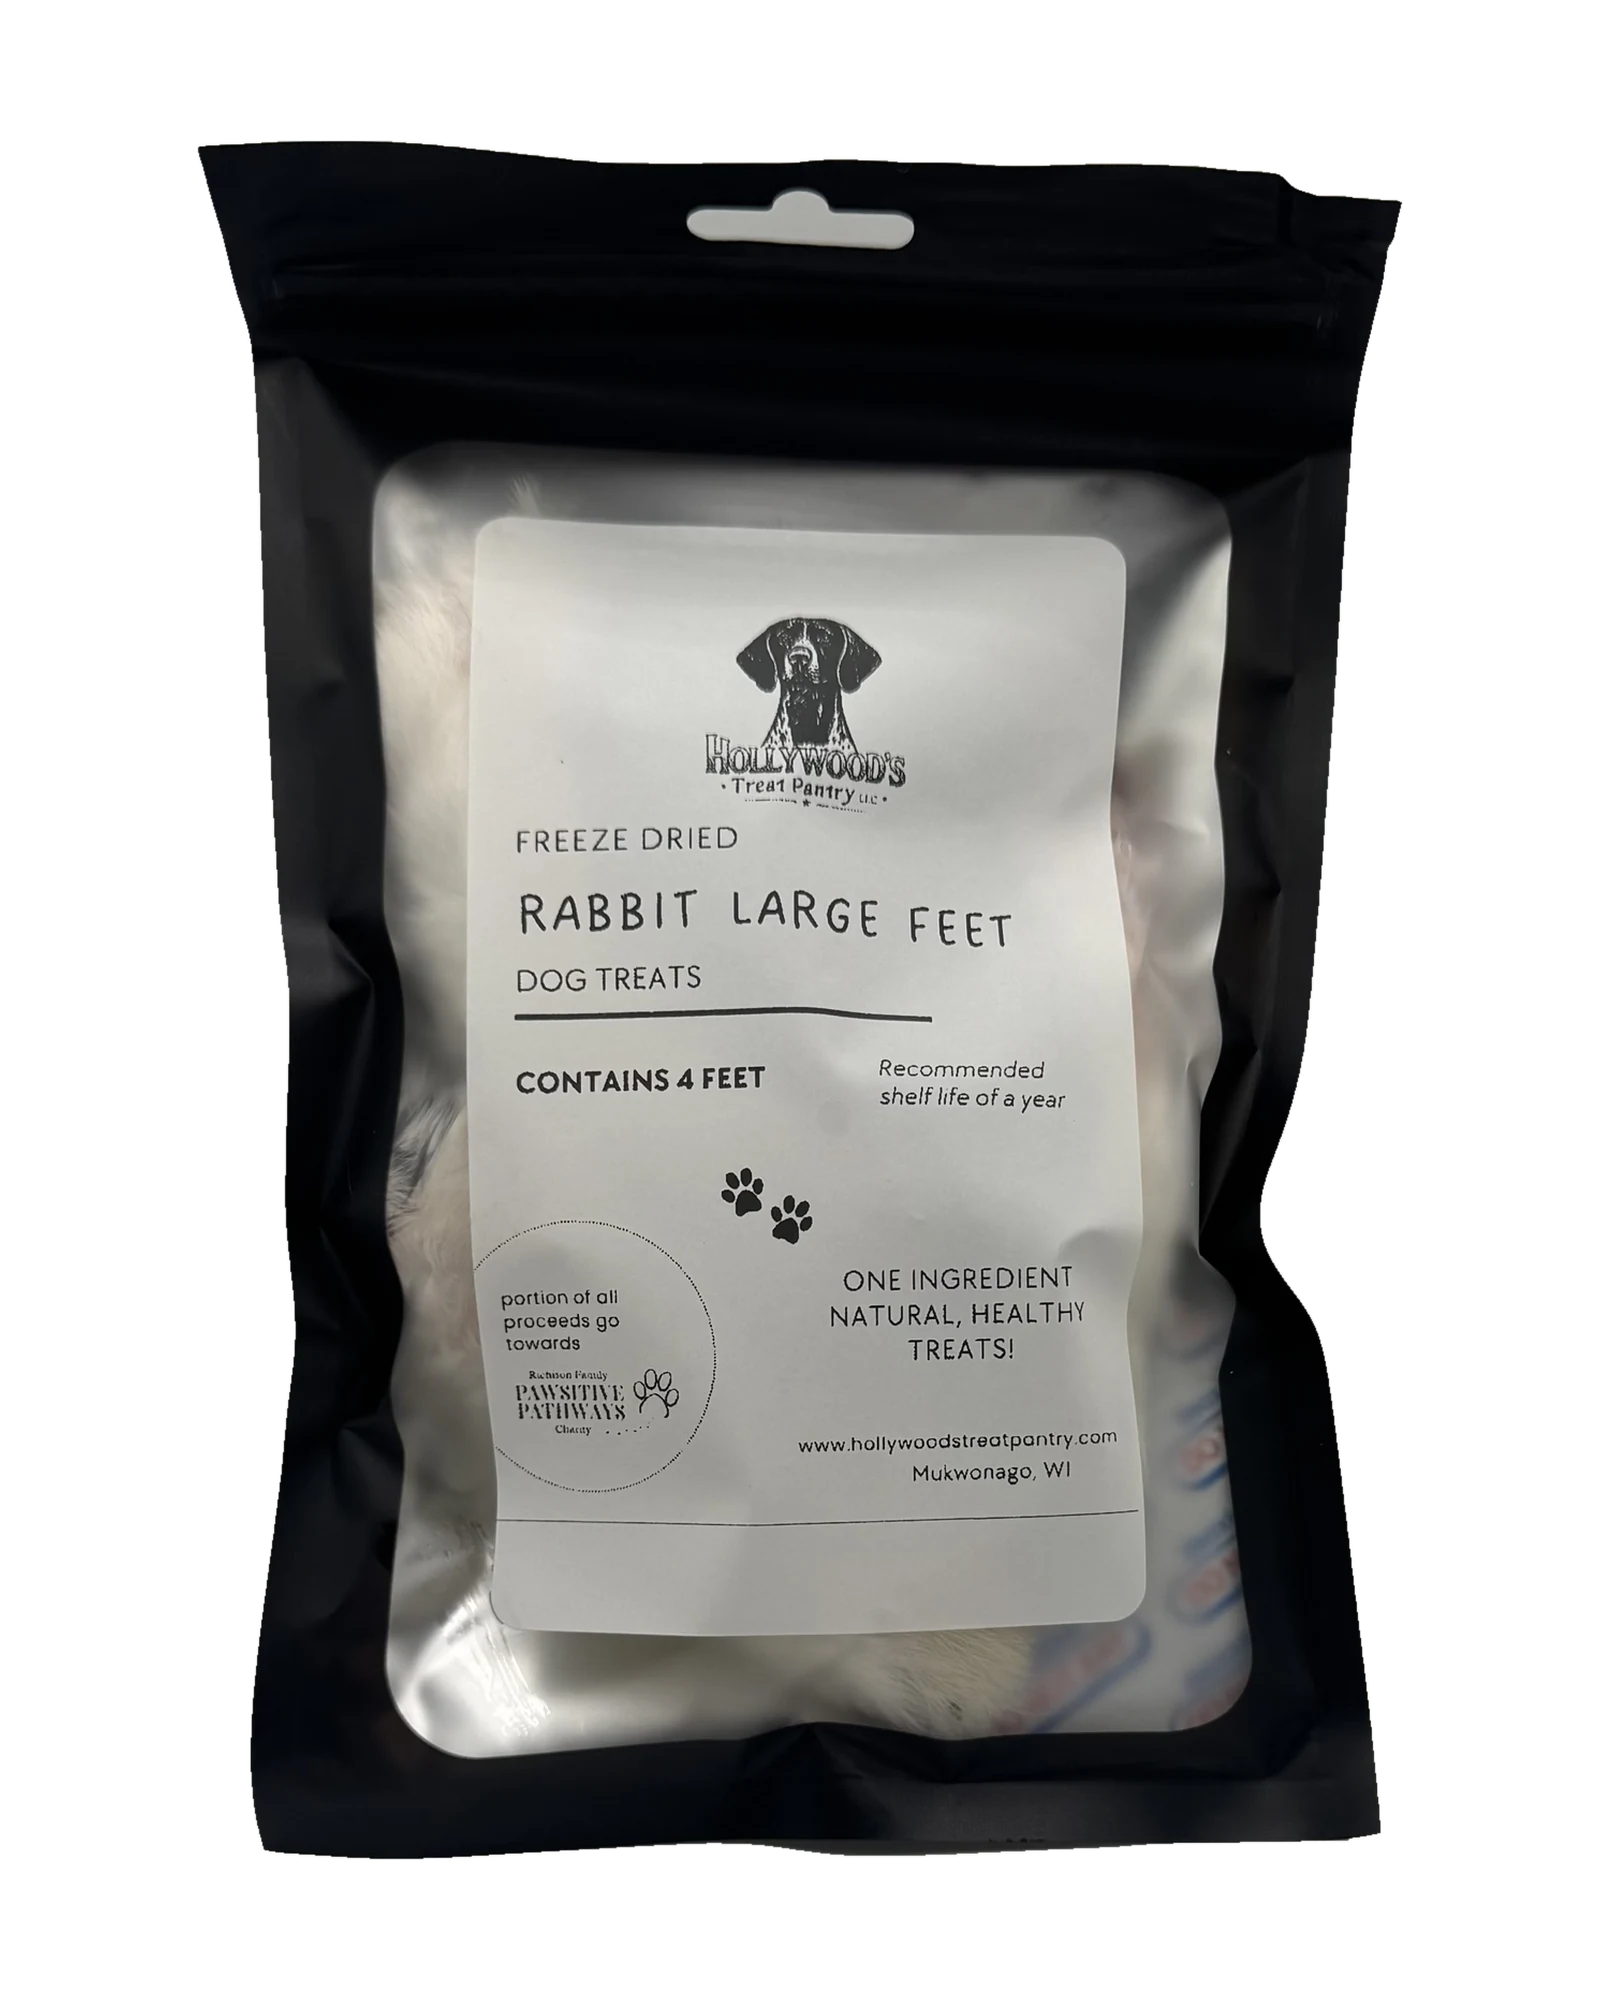 HOLLYWOOD'S
• Treat Pantry LLC •
FREEZE DRIED
RABBIT LARGE FEET
DOG TREATS
CONTAINS 4 FEET
Recommended
shelf life of a year
portion of all
proceeds go
towards
Richison Family
PAWSITIVE
PATHWAYS
Charity
ONE INGREDIENT
NATURAL, HEALTHY
TREATS!
www.hollywoodstreatpantry.com
Mukwonago, WI